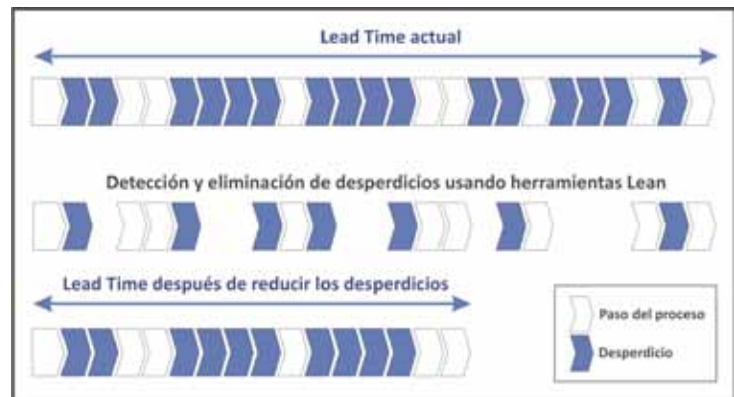 Lead Time actual
Detección y eliminación de desperdicios usando herramientas Lean
Lead Time después de reducir los desperdicios
Paso del proceso
Desperdicio